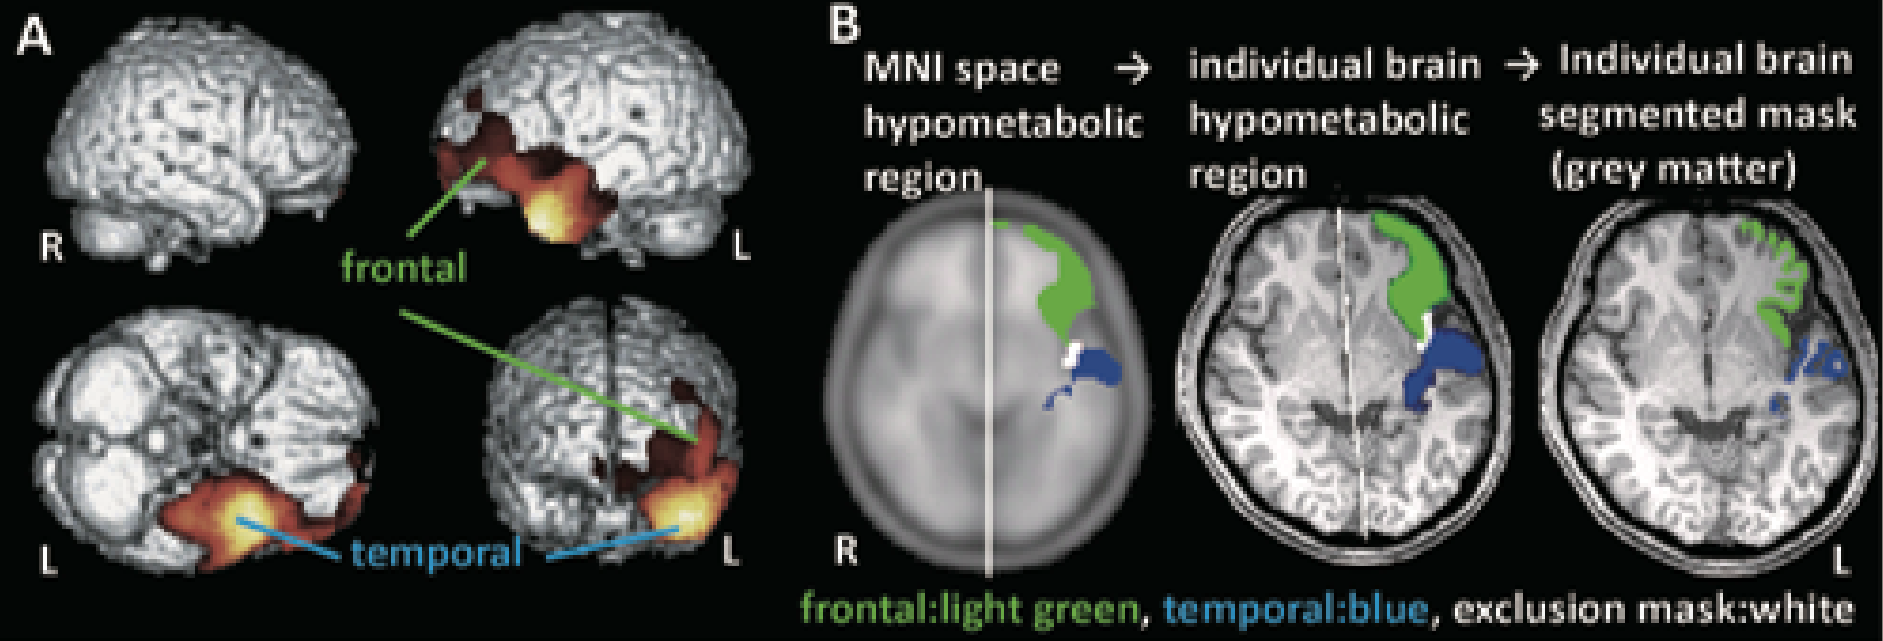 A
R
L
frontal
L
temporal
L
B
MNI space → individual brain → Individual brain
hypometabolic hypometabolic segmented mask
region region (grey matter)
R
L
frontal:light green, temporal:blue, exclusion mask:white